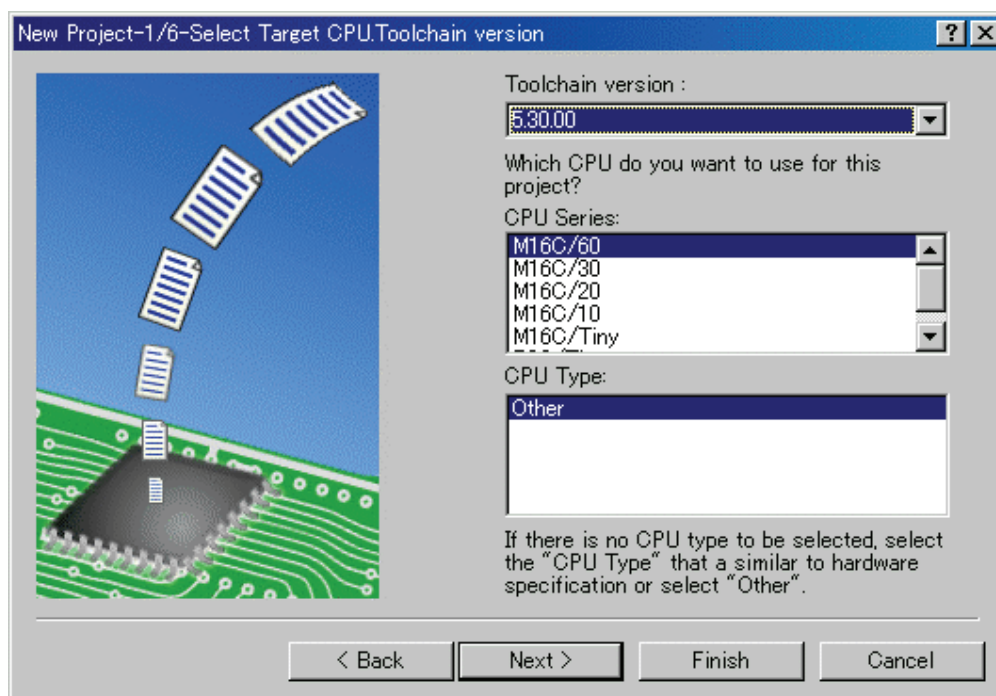 New Project-1/6-Select Target CPU.Toolchain version
Toolchain version :
5.30.00
Which CPU do you want to use for this
project?
CPU Series:
M16C/60
M16C/30
M16C/20
M16C/10
M16C/Tiny
CPU Type:
Other
If there is no CPU type to be selected, select
the "CPU Type" that a similar to hardware
specification or select "Other".
< Back
Next >
Finish
Cancel